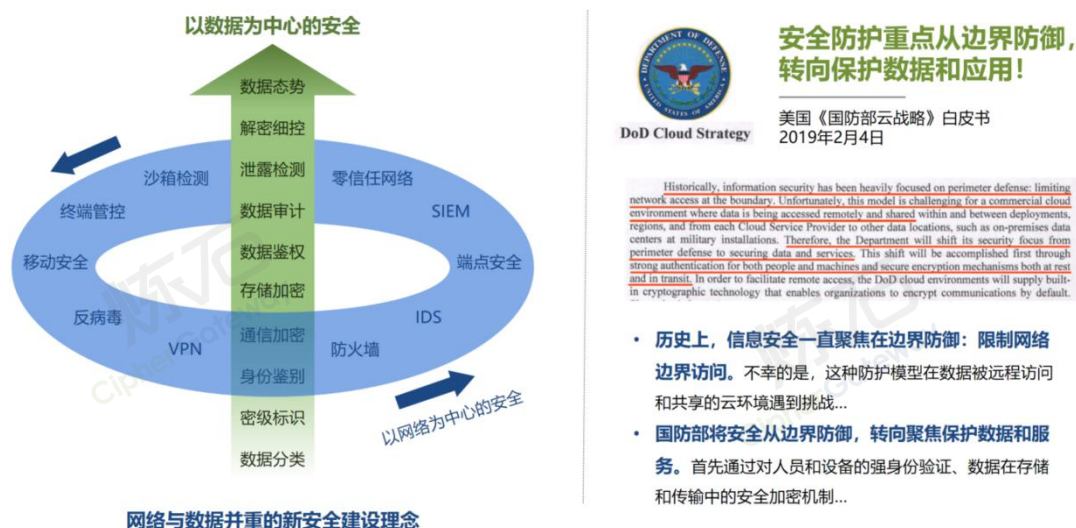 以数据为中心的安全
数据态势
解密细控
泄露检测
数据审计
数据鉴权
存储加密
通信加密
身份鉴别
密级标识
数据分类
沙箱检测
零信任网络
终端管控
SIEM
移动安全
端点安全
反病毒
IDS
VPN
防火墙
以网络为中心的安全
网络与数据并重的新安全建设理念
炼石
CipherGateway
DEPARTMENT OF DEFENSE
UNITED STATES OF AMERICA
DoD Cloud Strategy
安全防护重点从边界防御，
转向保护数据和应用！
美国《国防部云战略》白皮书
2019年2月4日
Historically, information security has been heavily focused on perimeter defense: limiting
network access at the boundary. Unfortunately, this model is challenging for a commercial cloud
environment where data is being accessed remotely and shared within and between deployments,
regions, and from each Cloud Service Provider to other data locations, such as on-premises data
centers at military installations. Therefore, the Department will shift its security focus from
perimeter defense to securing data and services. This shift will be accomplished first through
strong authentication for both people and machines and secure encryption mechanisms both at rest
and in transit. In order to facilitate remote access, the DoD cloud environments will supply built-
in cryptographic technology that enables organizations to encrypt communications by default.
• 历史上，信息安全一直聚焦在边界防御：限制网络
边界访问。不幸的是，这种防护模型在数据被远程访问
和共享的云环境遇到挑战...
• 国防部将安全从边界防御，转向聚焦保护数据和服
务。首先通过对人员和设备的强身份验证、数据在存储
和传输中的安全加密机制...
炼石
CipherGateway